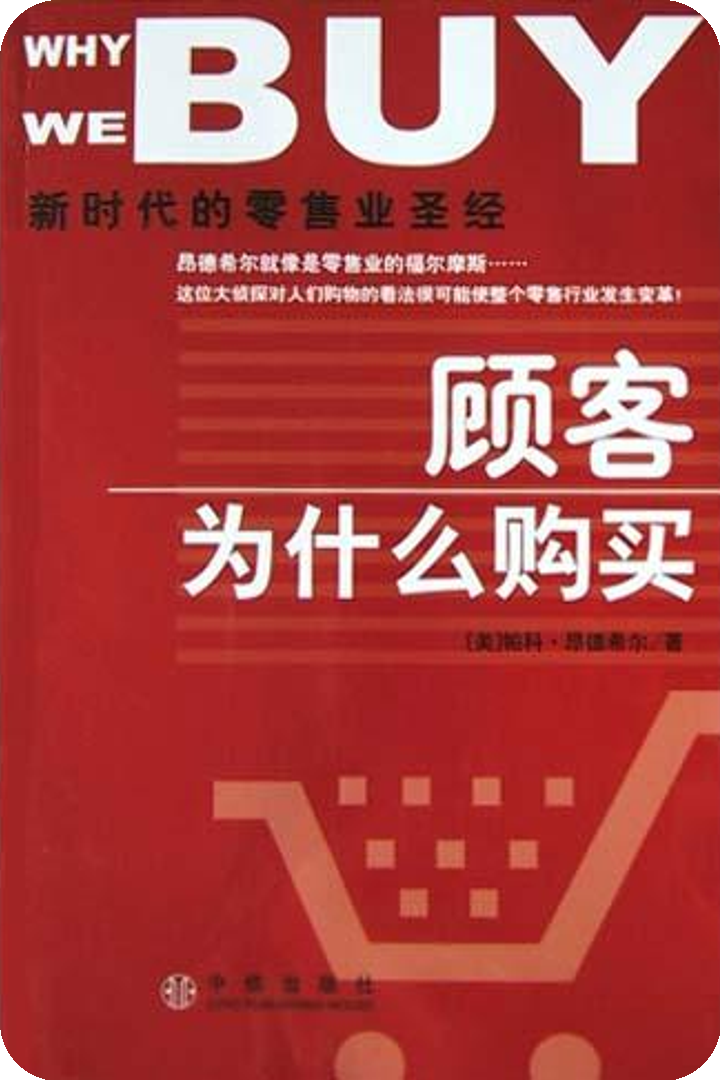 WHY
WE
BUY
新时代的零售业圣经
昂德希尔就像是零售业的福尔摩斯……
这位大侦探对人们购物的看法很可能使整个零售行业发生变革!
顾客
为什么购买
〔美〕帕科·昂德希尔/著
中信出版社